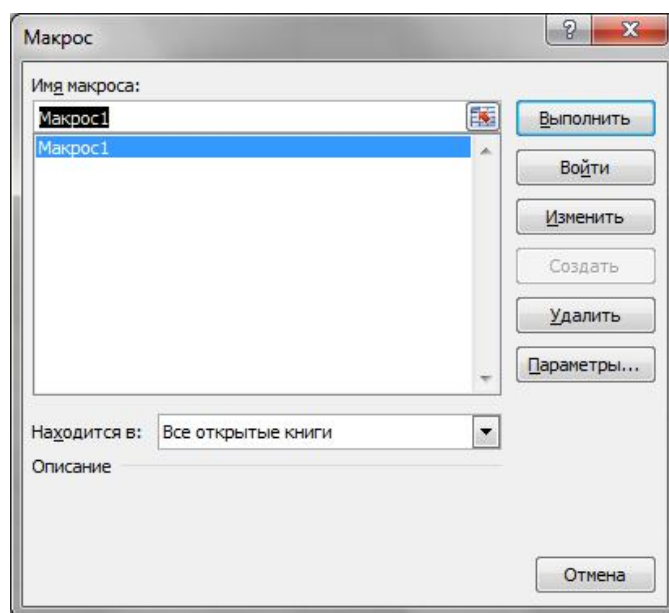 Макрос
Имя макроса:
Макрос1
Макрос1
Выполнить
Войти
Изменить
Создать
Удалить
Параметры...
Находится в: Все открытые книги
Описание
Отмена